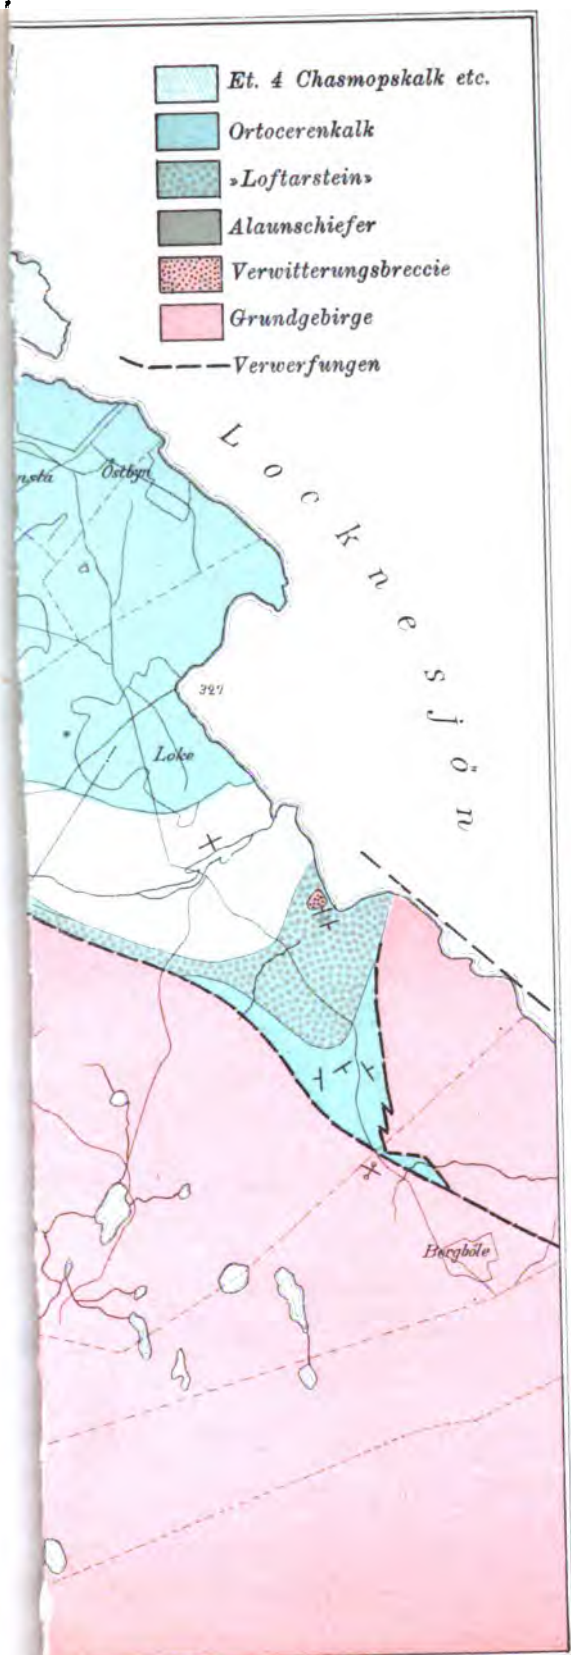 Et. 4 Chasmopskalk etc.
Ortocerenkalk
»Loftarstein»
Alaunschiefer
Verwitterungsbreccie
Grundgebirge
Verwerfungen
Locknesjön
Östbyn
327
Loke
Bergböle